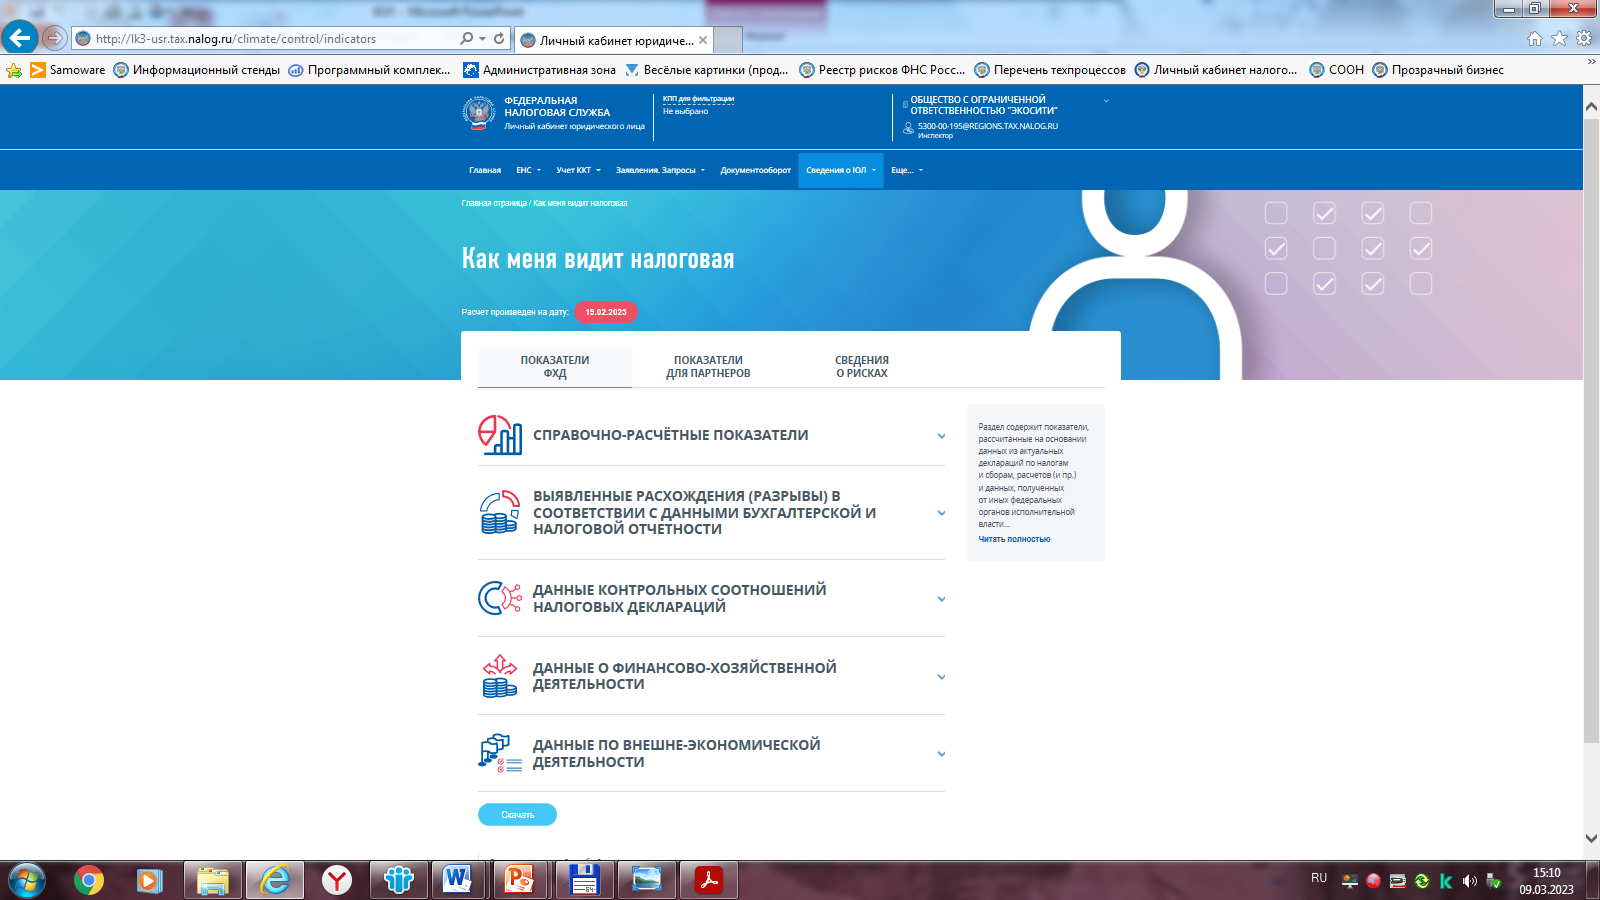 http://lk3-usr.tax.nalog.ru/climate/control/indicators
Личный кабинет юридиче...
Samoware
Информационный стенды
Программный комплек...
Административная зона
Весёлые картинки (прод...
Реестр рисков ФНС Росс...
Перечень техпроцессов
Личный кабинет налого...
СООН
Прозрачный бизнес
ФЕДЕРАЛЬНАЯ
НАЛОГОВАЯ СЛУЖБА
Личный кабинет юридического лица
КПП для фильтрации
Не выбрано
ОБЩЕСТВО С ОГРАНИЧЕННОЙ
ОТВЕТСТВЕННОСТЬЮ "ЭКОСИТИ"
5300-00-195@REGIONS.TAX.NALOG.RU
Инспектор
Главная
ЕНС
Учет ККТ
Заявления. Запросы
Документооборот
Сведения о ЮЛ
Еще...
Главная страница / Как меня видит налоговая
Как меня видит налоговая
Расчет произведен на дату:
15.02.2023
ПОКАЗАТЕЛИ
ФХД
ПОКАЗАТЕЛИ
ДЛЯ ПАРТНЕРОВ
СВЕДЕНИЯ
О РИСКАХ
СПРАВОЧНО-РАСЧЁТНЫЕ ПОКАЗАТЕЛИ
ВЫЯВЛЕННЫЕ РАСХОЖДЕНИЯ (РАЗРЫВЫ) В
СООТВЕТСТВИИ С ДАННЫМИ БУХГАЛТЕРСКОЙ И
НАЛОГОВОЙ ОТЧЕТНОСТИ
ДАННЫЕ КОНТРОЛЬНЫХ СООТНОШЕНИЙ
НАЛОГОВЫХ ДЕКЛАРАЦИЙ
ДАННЫЕ О ФИНАНСОВО-ХОЗЯЙСТВЕННОЙ
ДЕЯТЕЛЬНОСТИ
ДАННЫЕ ПО ВНЕШНЕ-ЭКОНОМИЧЕСКОЙ
ДЕЯТЕЛЬНОСТИ
Скачать
Раздел содержит показатели,
рассчитанные на основании
данных из актуальных
деклараций по налогам
и сборам, расчетов (и пр.)
и данных, полученных
от иных федеральных
органов исполнительной
власти...
Читать полностью
RU
15:10
09.03.2023